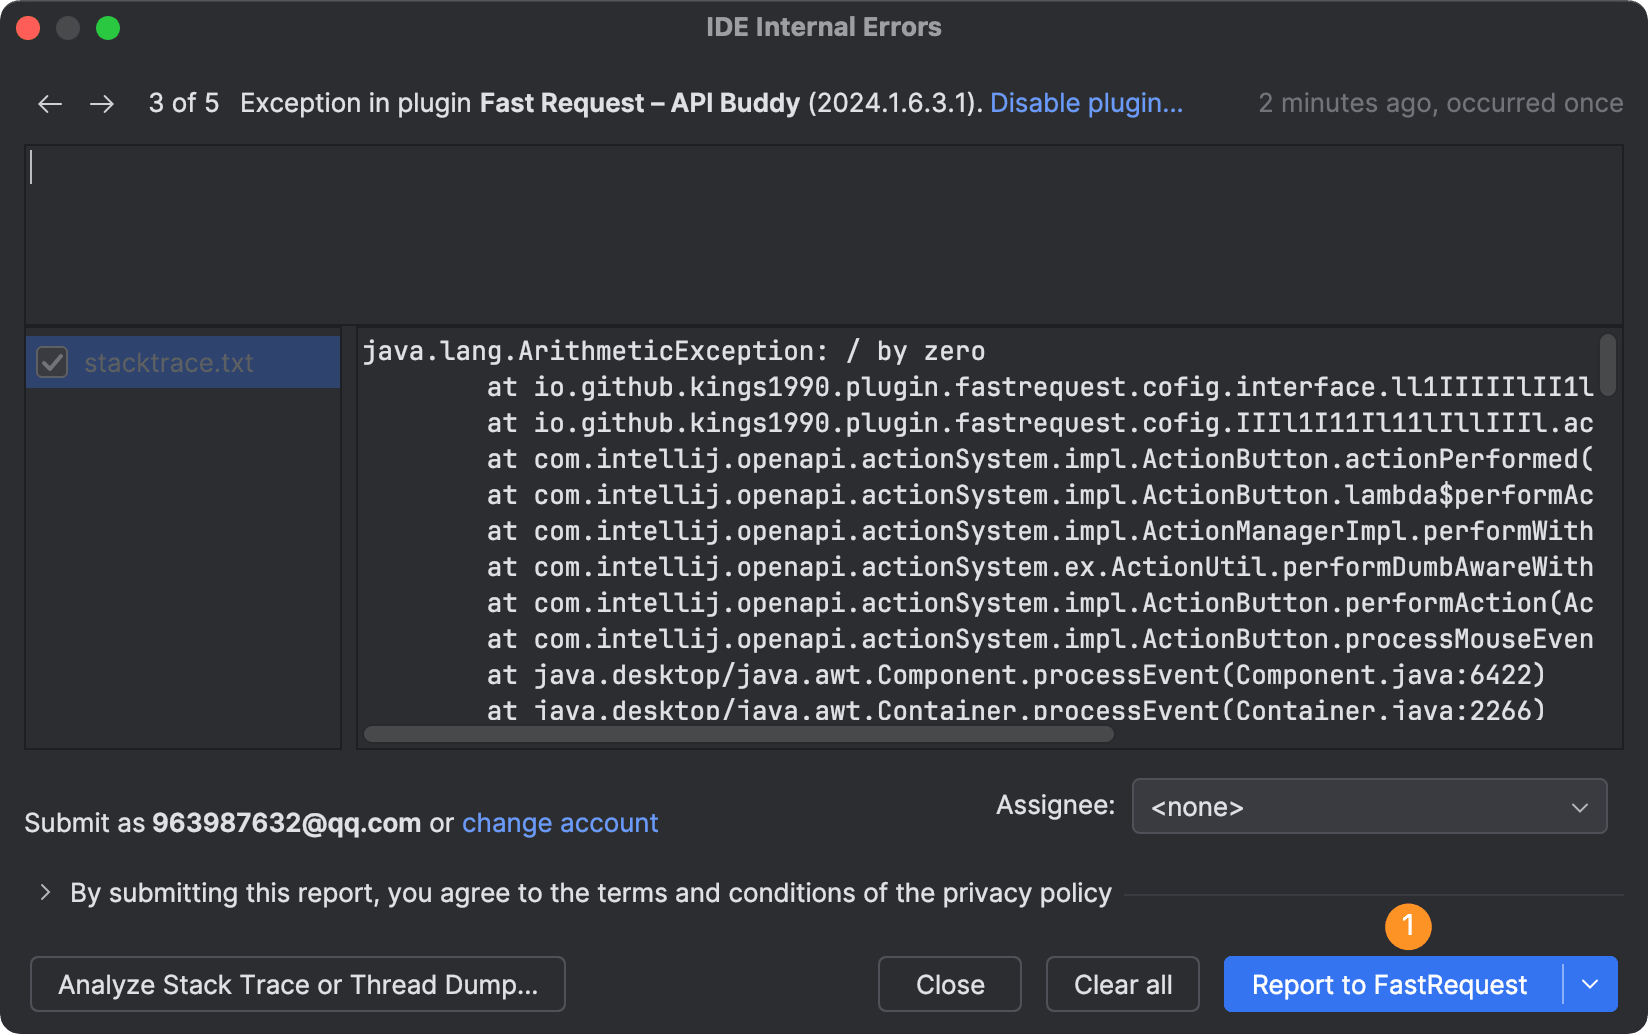 IDE Internal Errors
3 of 5 Exception in plugin Fast Request – API Buddy (2024.1.6.3.1). Disable plugin... 2 minutes ago, occurred once
stacktrace.txt
java.lang.ArithmeticException: / by zero
at io.github.kings1990.plugin.fastrequest.cofig.interface.ll1IIIIIlII1l
at io.github.kings1990.plugin.fastrequest.cofig.IIIl1I11Il11lIllIIIl.ac
at com.intellij.openapi.actionSystem.impl.ActionButton.actionPerformed(
at com.intellij.openapi.actionSystem.impl.ActionButton.lambda$performAc
at com.intellij.openapi.actionSystem.impl.ActionManagerImpl.performWith
at com.intellij.openapi.actionSystem.ex.ActionUtil.performDumbAwareWith
at com.intellij.openapi.actionSystem.impl.ActionButton.performAction(Ac
at com.intellij.openapi.actionSystem.impl.ActionButton.processMouseEven
at java.desktop/java.awt.Component.processEvent(Component.java:6422)
at java.desktop/java.awt.Container.processEvent(Container.java:2266)
Assignee: <none>
Submit as 963987632@qq.com or change account
By submitting this report, you agree to the terms and conditions of the privacy policy
1
Analyze Stack Trace or Thread Dump... Close Clear all Report to FastRequest